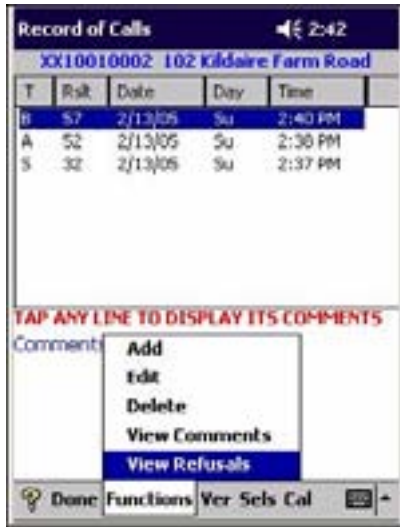 Record of Calls 2:42
XX10010002 102 Kildaire Farm Road
T Rslt Date Day Time
B 57 2/13/05 Su 2:40 PM
A 52 2/13/05 Su 2:38 PM
S 32 2/13/05 Su 2:37 PM
TAP ANY LINE TO DISPLAY ITS COMMENTS
Comments
Add
Edit
Delete
View Comments
View Refusals
Done Functions Ver Sels Cal